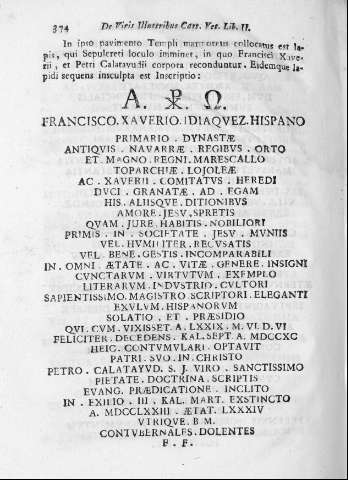 374 De Viris Illustribus Cast. Vet. Lib. II.
In ipso pavimento Templi marmoreus collocatus est la-
pis, qui Sepulcreti loculo imminet, in quo Francisci Xave-
rii, et Petri Calatayudii corpora reconduntur. Eidemque la-
pidi sequens insculpta est Inscriptio:
A. ☧. Ω.
FRANCISCO. XAVERIO. IDIAQVEZ. HISPANO
PRIMARIO . DYNASTÆ
ANTIQVIS . NAVARRÆ . REGIBVS . ORTO
ET. MAGNO . REGNI. MARESCALLO
TOPARCHIÆ . LOJOLEÆ
AC . XAVERII . COMITATVS . HEREDI
DVCI . GRANATÆ . AD . EGAM
HIS. ALIISQVE . DITIONIBVS
AMORE . JESV . SPRETIS
QVAM . JVRE . HABITIS . NOBILIORI
PRIMIS . IN . SOCIETATE . JESV . MVNIIS
VEL . HVMILITER . RECVSATIS
VEL. BENE . GESTIS . INCOMPARABILI
IN . OMNI . ÆTATE . AC . VITÆ . GENERE . INSIGNI
CVNCTARVM . VIRTVTVM . EXEMPLO
LITERARVM . INDVSTRIO . CVLTORI
SAPIENTISSIMO . MAGISTRO . SCRIPTORI . ELEGANTI
EXVLVM . HISPANORVM
SOLATIO . ET . PRÆSIDIO
QVI . CVM . VIXISSET . A . LXXIX . M. VI. D. VI
FELICITER . DECEDENS . KAL. SEPT. A. MDCCXC
HEIC . CONTVMVLARI . OPTAVIT
PATRI . SVO . IN . CHRISTO
PETRO . CALATAYVD . S. J. VIRO . SANCTISSIMO
PIETATE . DOCTRINA . SCRIPTIS
EVANG . PRÆDICATIONE . INCLITO
IN . EXILIO . III . KAL. MART. EXSTINCTO
A. MDCCLXXIII . ÆTAT. LXXXIV
VTRIQVE . B. M.
CONTVBERNALES . DOLENTES
F . F .